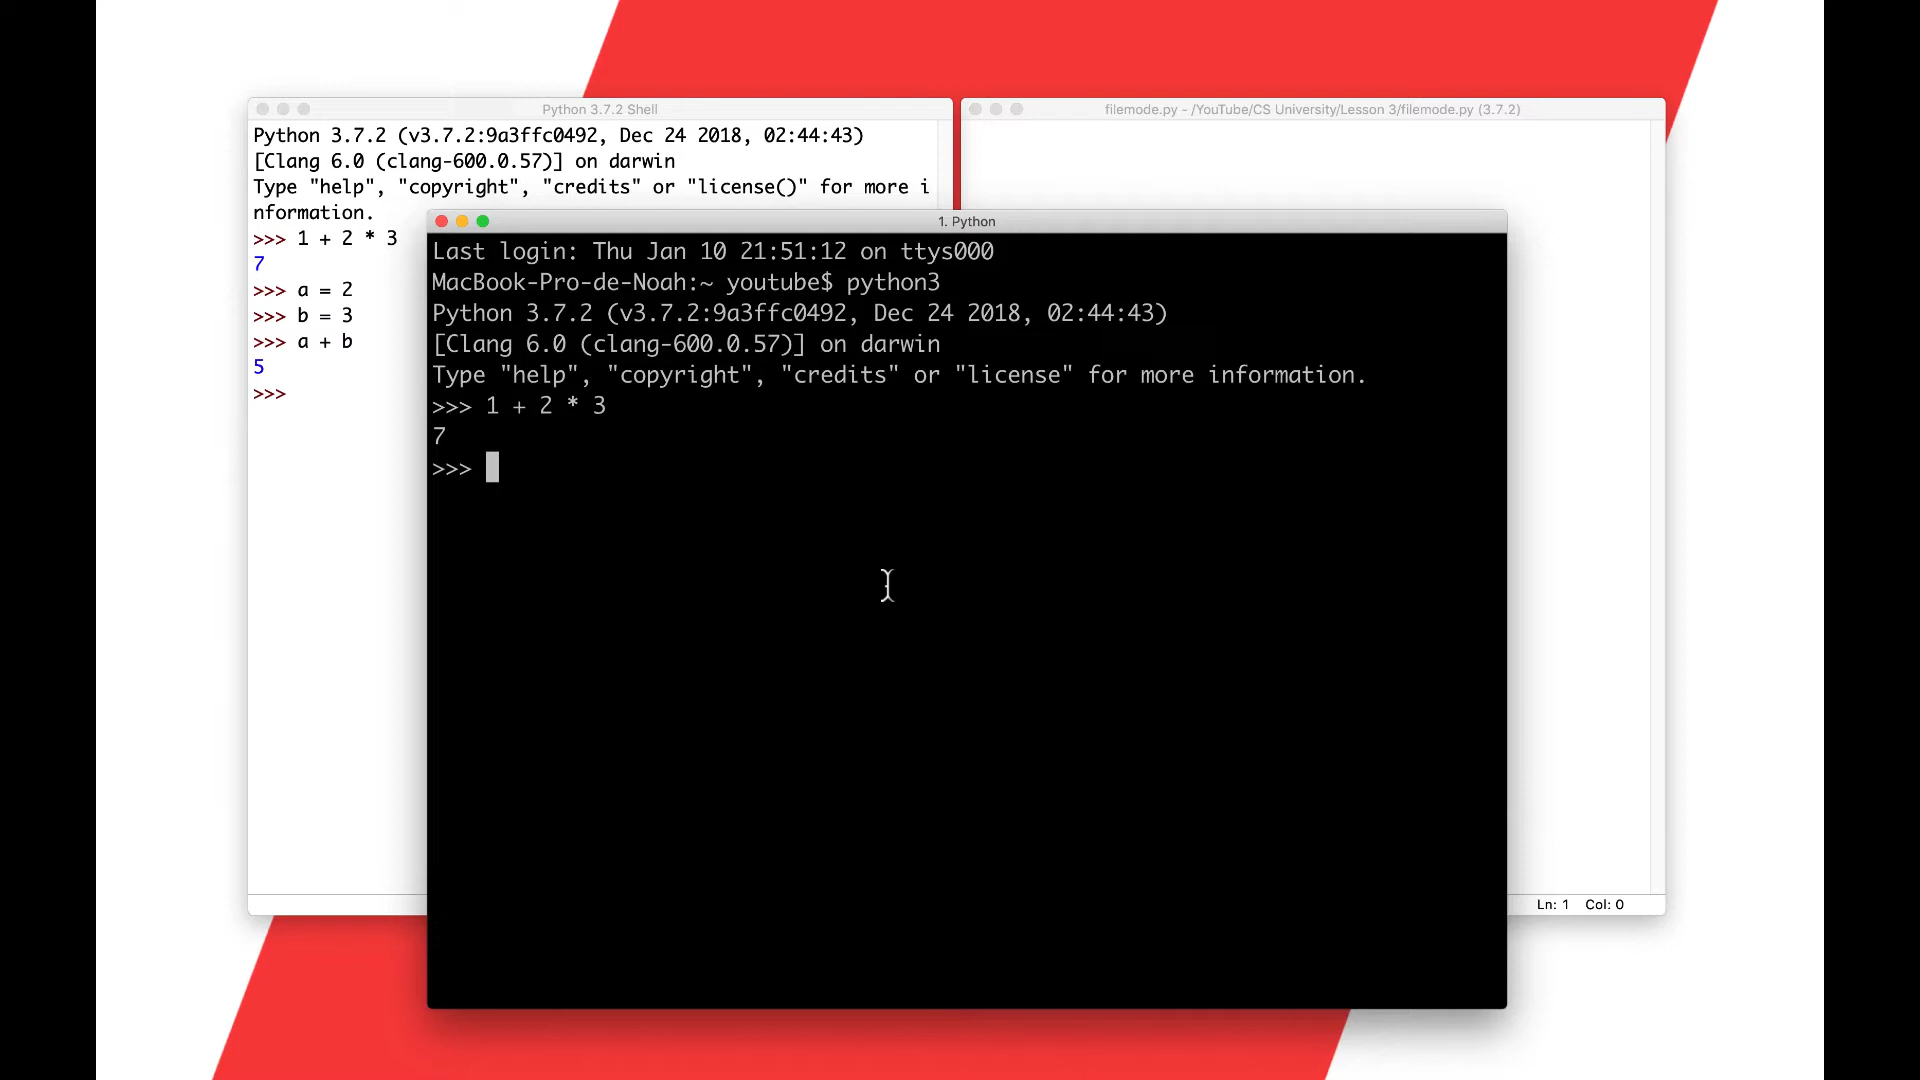 Python 3.7.2 Shell
Python 3.7.2 (v3.7.2:9a3ffc0492, Dec 24 2018, 02:44:43)
[Clang 6.0 (clang-600.0.57)] on darwin
Type "help", "copyright", "credits" or "license()" for more i
nformation.
>>> 1 + 2 * 3
7
>>> a = 2
>>> b = 3
>>> a + b
5
>>>
filemode.py - /YouTube/CS University/Lesson 3/filemode.py (3.7.2)
1. Python
Last login: Thu Jan 10 21:51:12 on ttys000
MacBook-Pro-de-Noah:~ youtube$ python3
Python 3.7.2 (v3.7.2:9a3ffc0492, Dec 24 2018, 02:44:43)
[Clang 6.0 (clang-600.0.57)] on darwin
Type "help", "copyright", "credits" or "license" for more information.
>>> 1 + 2 * 3
7
>>>
Ln: 1 Col: 0